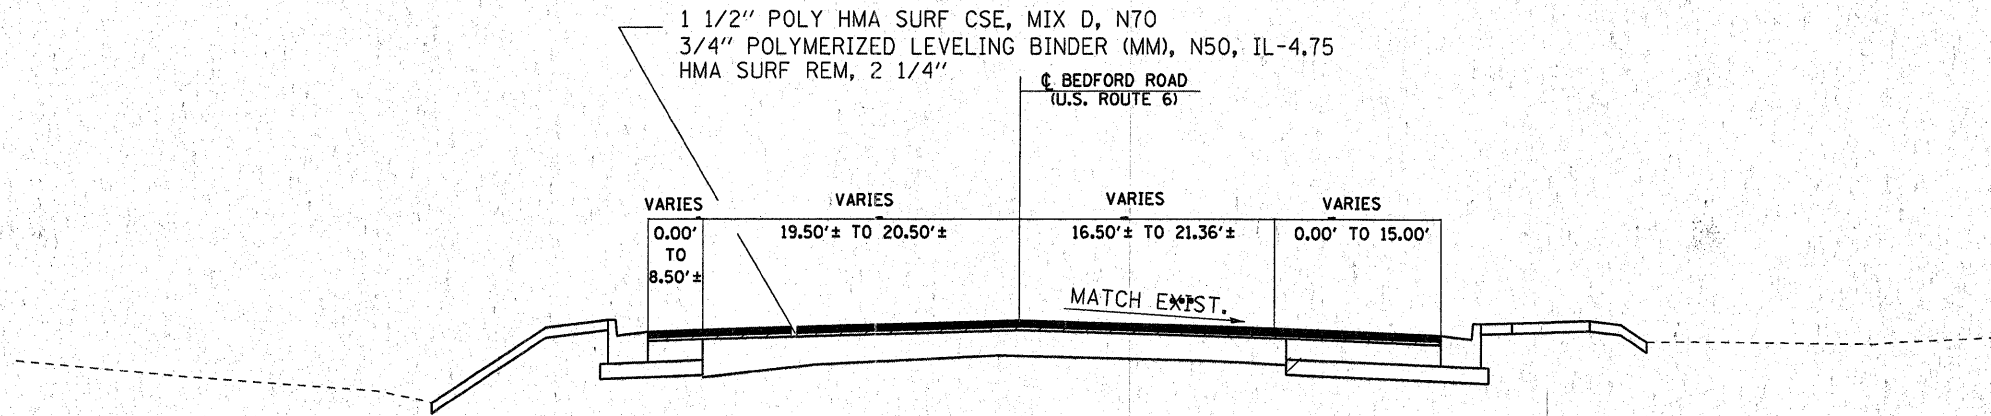 1 1/2" POLY HMA SURF CSE, MIX D, N70
3/4" POLYMERIZED LEVELING BINDER (MM), N50, IL-4.75
HMA SURF REM, 2 1/4"
℄ BEDFORD ROAD
(U.S. ROUTE 6)
VARIES
VARIES
VARIES
VARIES
0.00'
TO
8.50'±
19.50'± TO 20.50'±
16.50'± TO 21.36'±
0.00' TO 15.00'
MATCH EXIST.